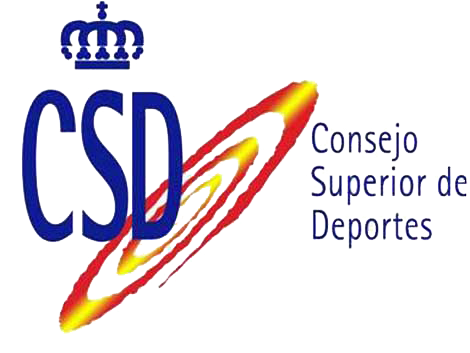 CSD
Consejo
Superior de
Deportes